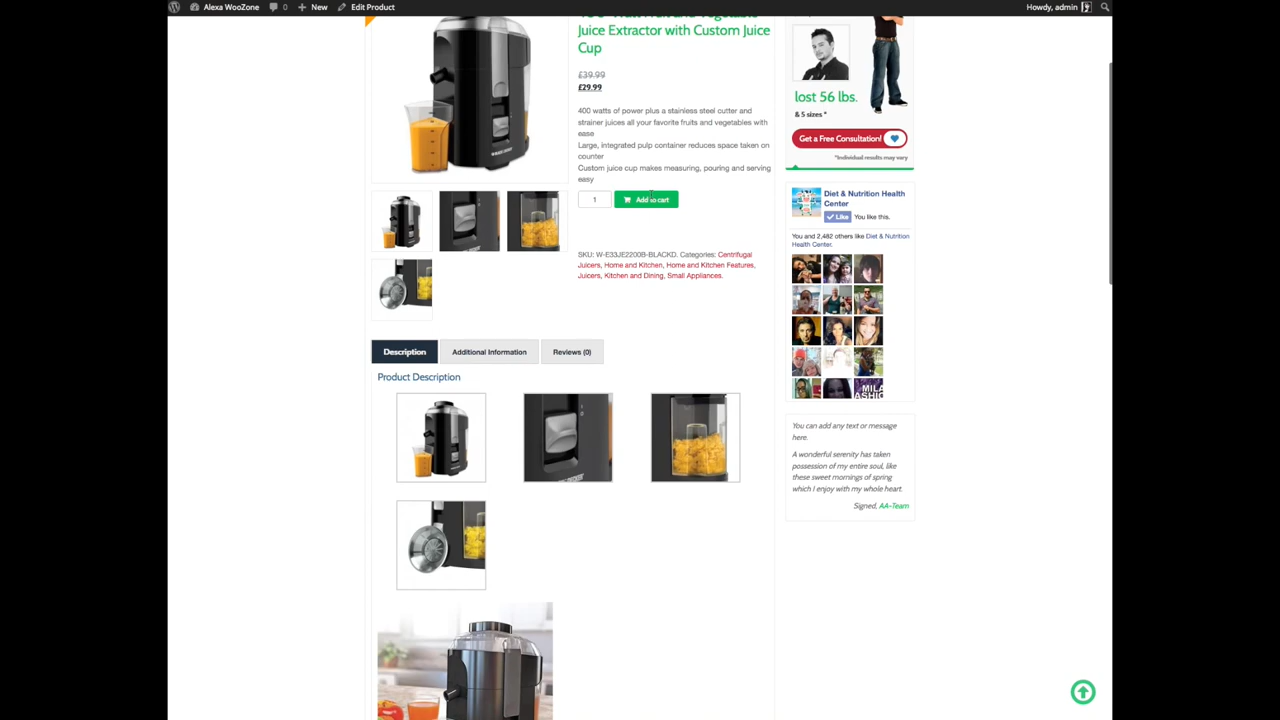 Alexa WooZone 0 New Edit Product Howdy, admin
Juice Extractor with Custom Juice
Cup
£39.99
£29.99
400 watts of power plus a stainless steel cutter and
strainer juices all your favorite fruits and vegetables with
ease
Large, integrated pulp container reduces space taken on
counter
Custom juice cup makes measuring, pouring and serving
easy
1 Add to cart
SKU: W-E33JE2200B-BLACKD. Categories: Centrifugal
Juicers, Home and Kitchen, Home and Kitchen Features,
Juicers, Kitchen and Dining, Small Appliances.
Description Additional Information Reviews (0)
Product Description
lost 56 lbs.
& 5 sizes *
Get a Free Consultation!
*Individual results may vary
Diet & Nutrition Health
Center
Like You like this.
You and 2,482 others like Diet & Nutrition
Health Center.
You can add any text or message
here.
A wonderful serenity has taken
possession of my entire soul, like
these sweet mornings of spring
which I enjoy with my whole heart.
Signed, AA-Team